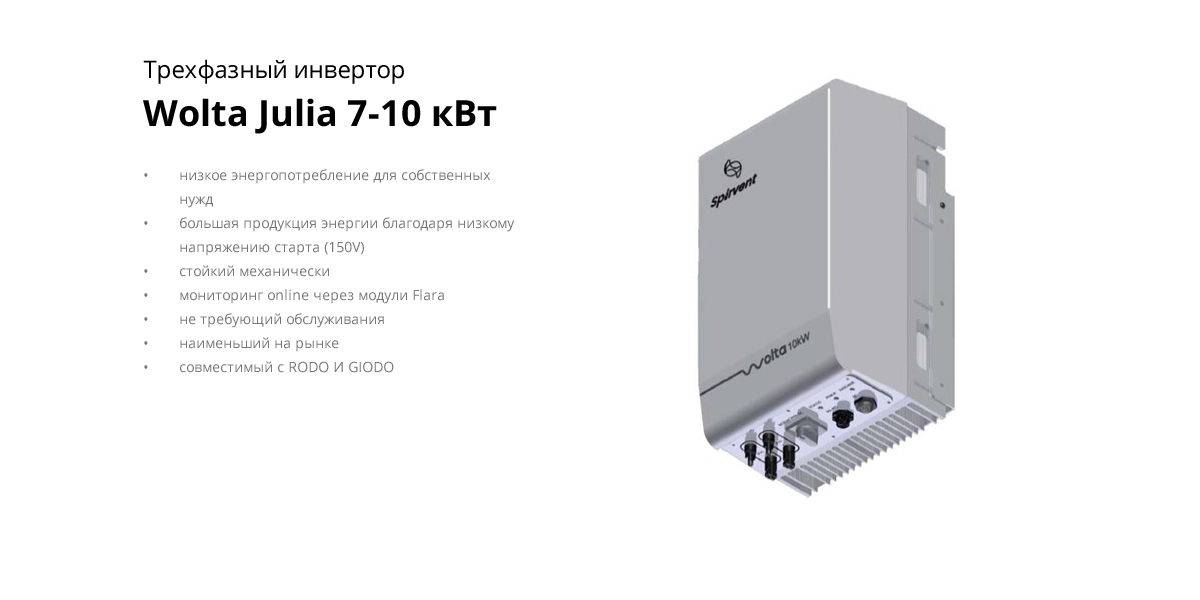 Трехфазный инвертор
Wolta Julia 7-10 кВт
• низкое энергопотребление для собственных
нужд
• большая продукция энергии благодаря низкому
напряжению старта (150V)
• стойкий механически
• мониторинг online через модули Flara
• не требующий обслуживания
• наименьший на рынке
• совместимый с RODO И GIODO
Spirvent
Wolta 10kW